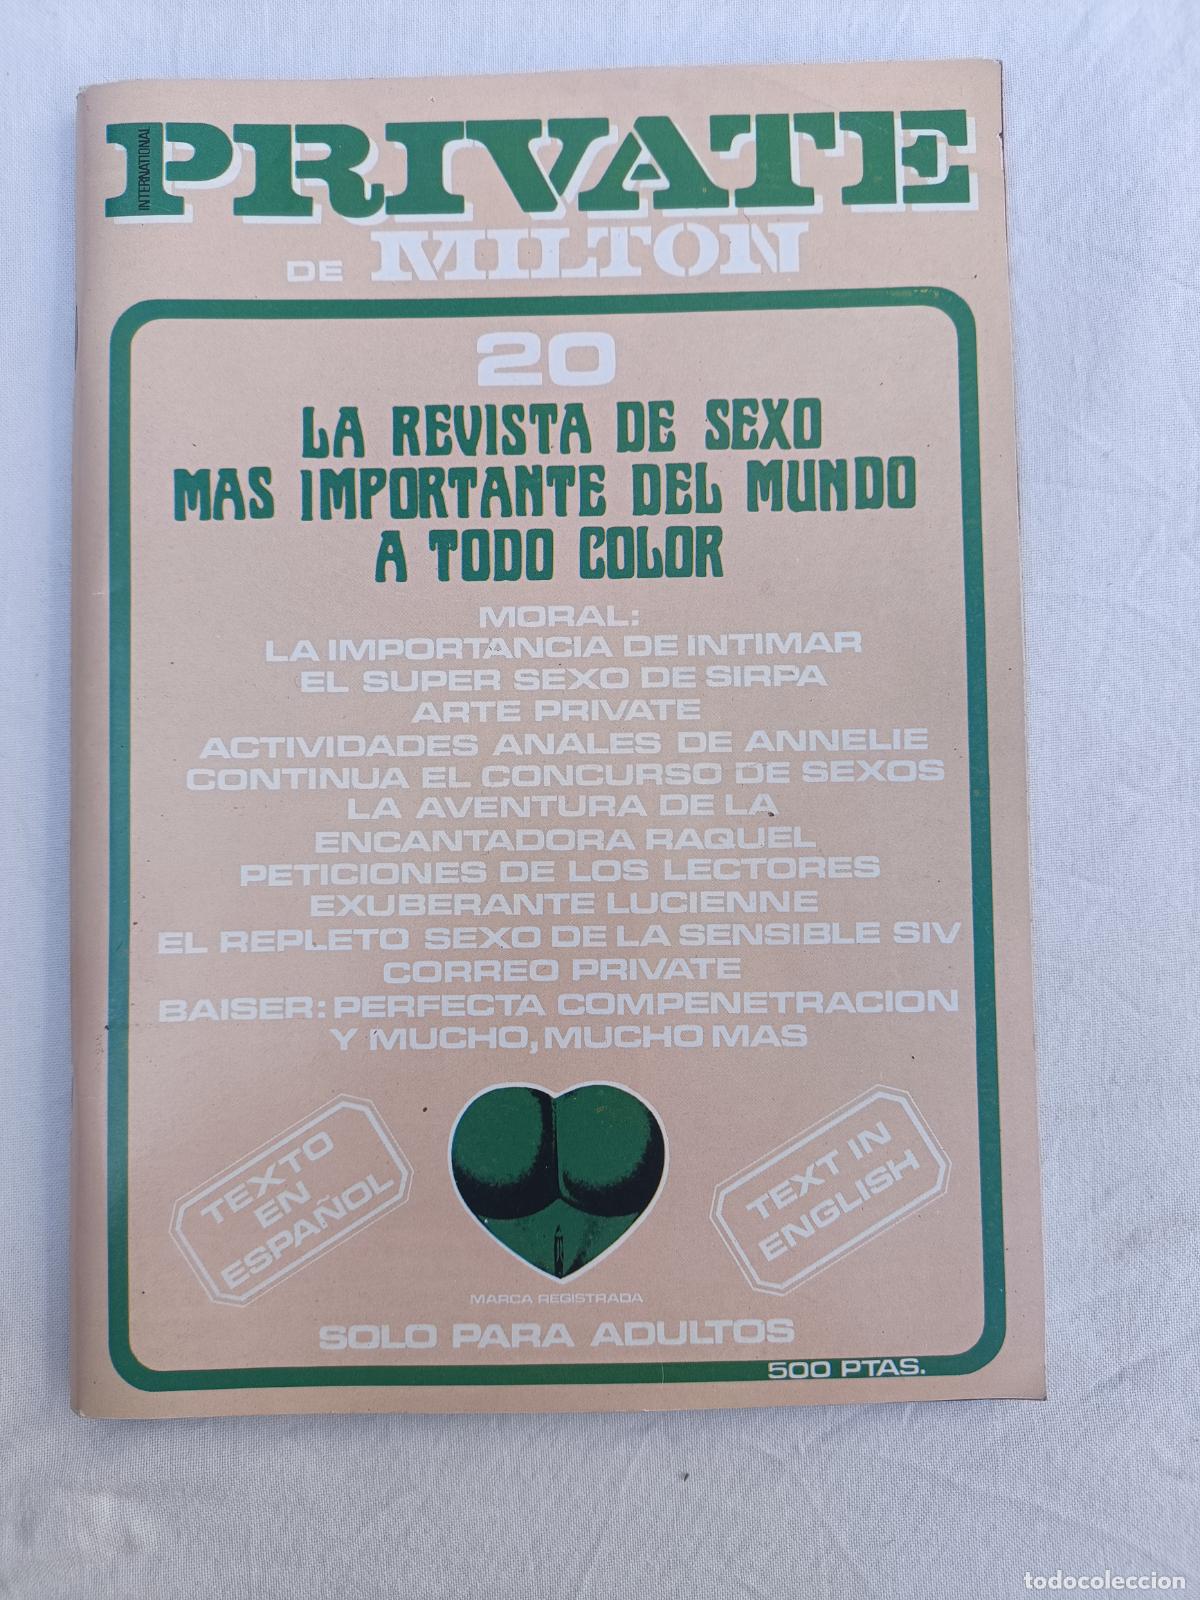 INTERNATIONAL
PRIVATE
DE MILTON
20
LA REVISTA DE SEXO
MAS IMPORTANTE DEL MUNDO
A TODO COLOR
MORAL:
LA IMPORTANCIA DE INTIMAR
EL SUPER SEXO DE SIRPA
ARTE PRIVATE
ACTIVIDADES ANALES DE ANNELIE
CONTINUA EL CONCURSO DE SEXOS
LA AVENTURA DE LA
ENCANTADORA RAQUEL
PETICIONES DE LOS LECTORES
EXUBERANTE LUCIENNE
EL REPLETO SEXO DE LA SENSIBLE SIV
CORREO PRIVATE
BAISER: PERFECTA COMPENETRACION
Y MUCHO, MUCHO MAS
TEXTO
EN
ESPAÑOL
TEXT IN
ENGLISH
MARCA REGISTRADA
SOLO PARA ADULTOS
500 PTAS.
todocoleccion